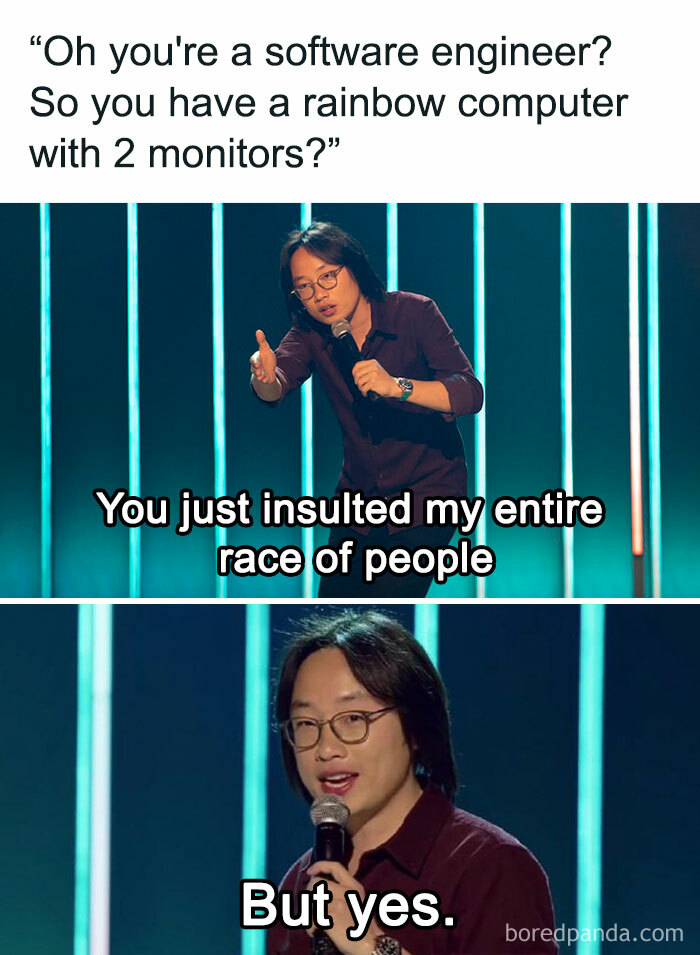 “Oh you're a software engineer?
So you have a rainbow computer
with 2 monitors?”
You just insulted my entire
race of people
But yes.
boredpanda.com